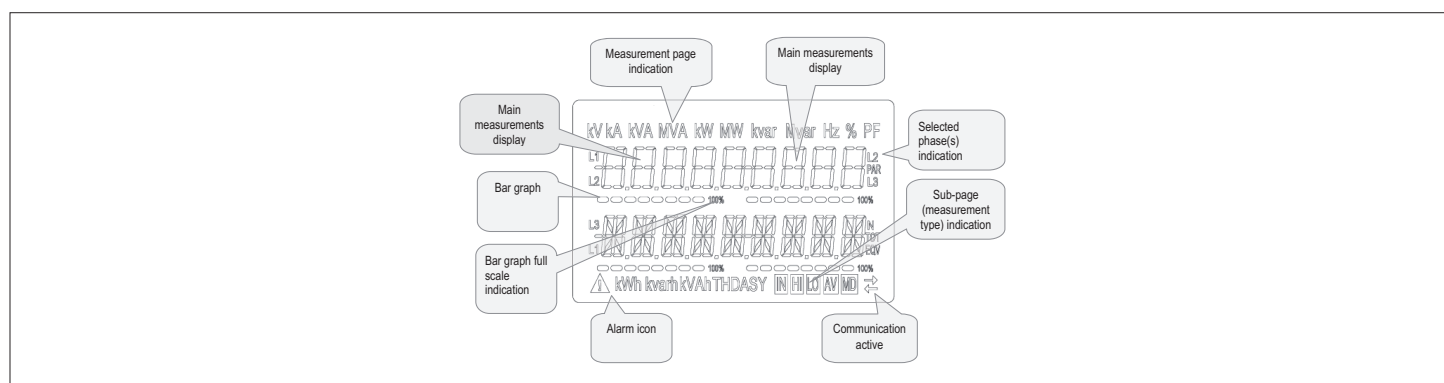 Measurement page
indication
Main measurements
display
Main
measurements
display
kV kA kVA MVA kW MW kvar Mvar Hz % PF
Selected
phase(s)
indication
L1
L2
PAR
L2
L3
Bar graph
100%
100%
Sub-page
(measurement
type) indication
L3
N
TOT
L1
EQV
Bar graph full
scale
indication
100%
100%
kWh kvarh kVAh THD ASY IN HI LO AV MD
Alarm icon
Communication
active